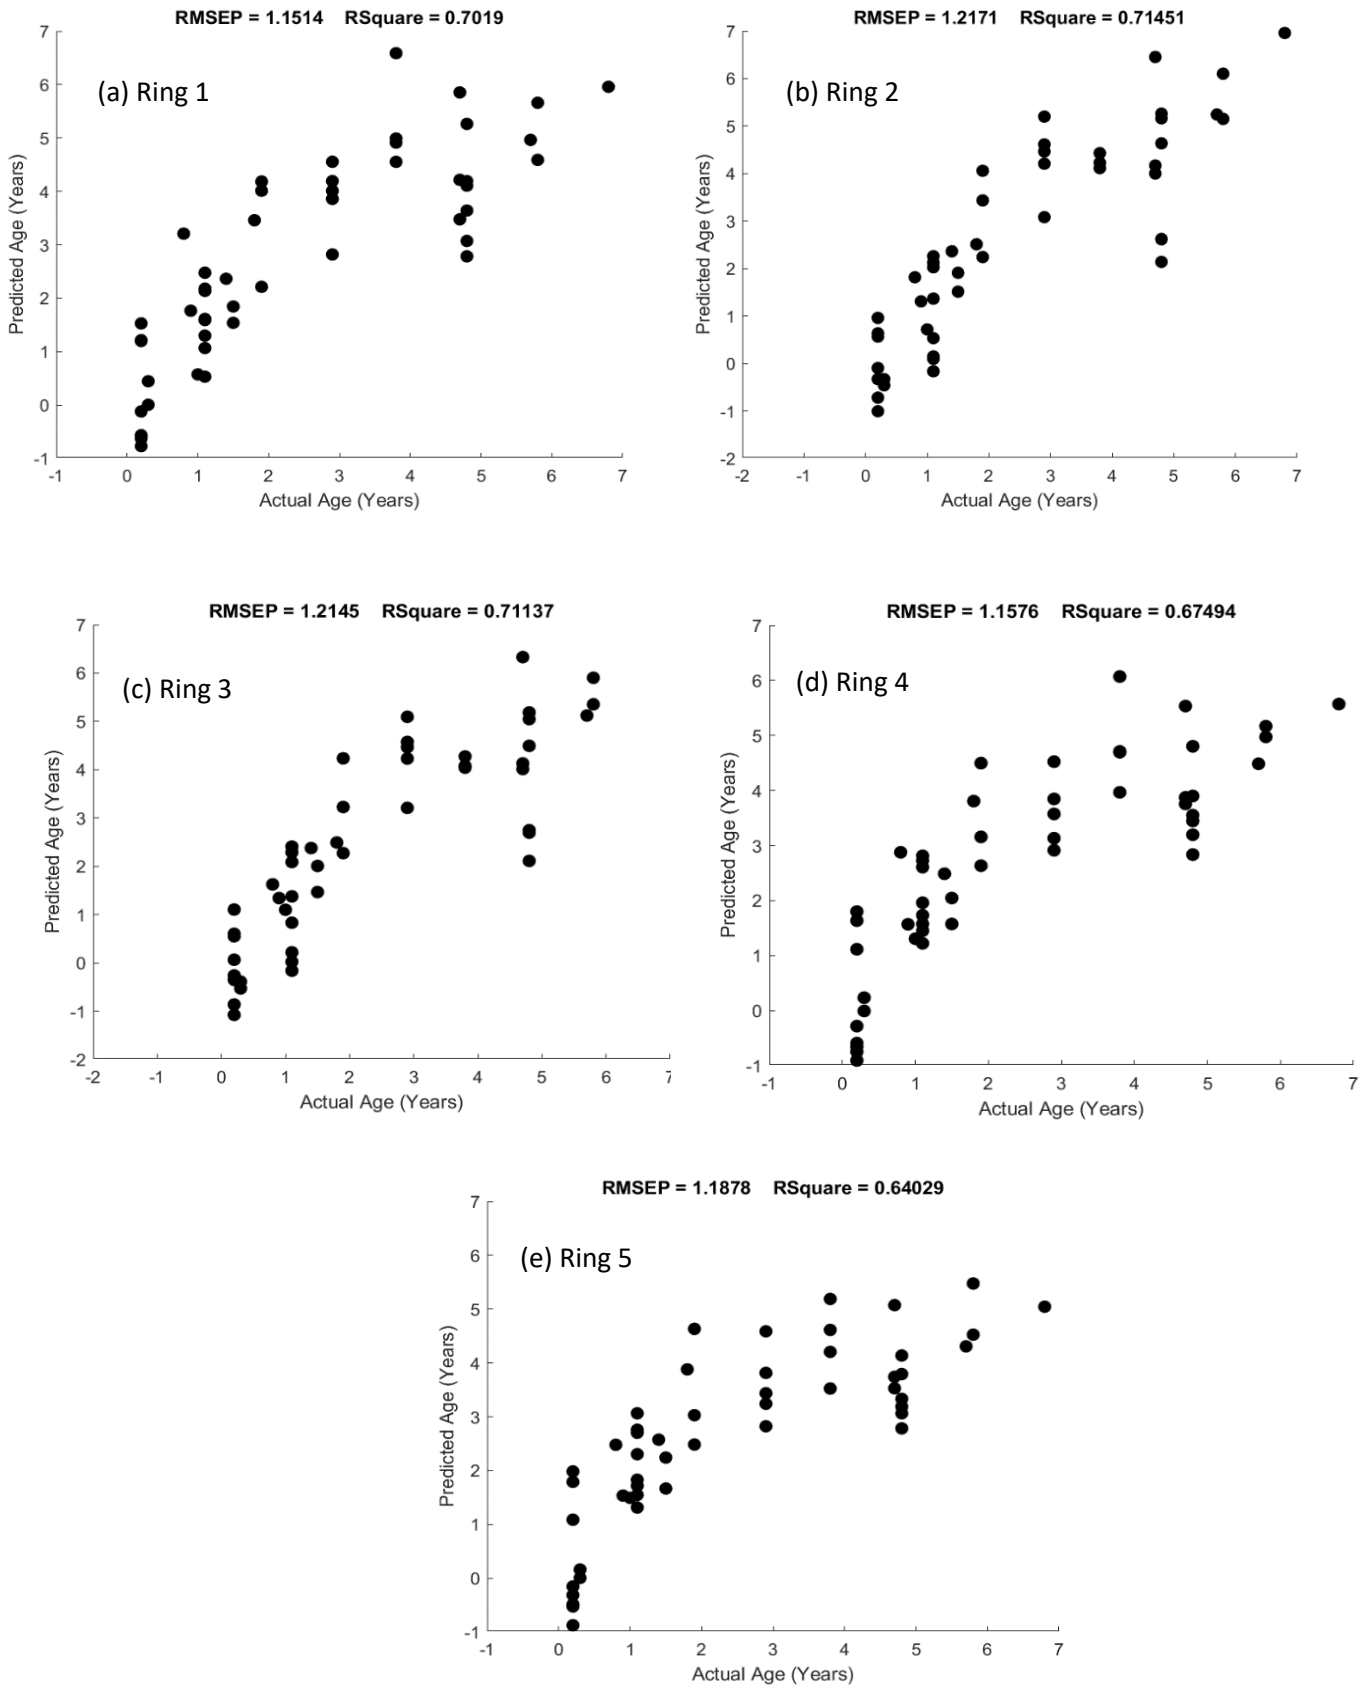 RMSEP = 1.1514 RSquare = 0.7019
7
6
5
4
3
2
1
0
-1
(a) Ring 1
Predicted Age (Years)
-1 0 1 2 3 4 5 6 7
Actual Age (Years)
RMSEP = 1.2171 RSquare = 0.71451
7
6
5
4
3
2
1
0
-1
-2
(b) Ring 2
Predicted Age (Years)
-2 -1 0 1 2 3 4 5 6 7
Actual Age (Years)
RMSEP = 1.2145 RSquare = 0.71137
7
6
5
4
3
2
1
0
-1
-2
(c) Ring 3
Predicted Age (Years)
-2 -1 0 1 2 3 4 5 6 7
Actual Age (Years)
RMSEP = 1.1576 RSquare = 0.67494
7
6
5
4
3
2
1
0
-1
(d) Ring 4
Predicted Age (Years)
-1 0 1 2 3 4 5 6 7
Actual Age (Years)
RMSEP = 1.1878 RSquare = 0.64029
7
6
5
4
3
2
1
0
-1
(e) Ring 5
Predicted Age (Years)
-1 0 1 2 3 4 5 6 7
Actual Age (Years)